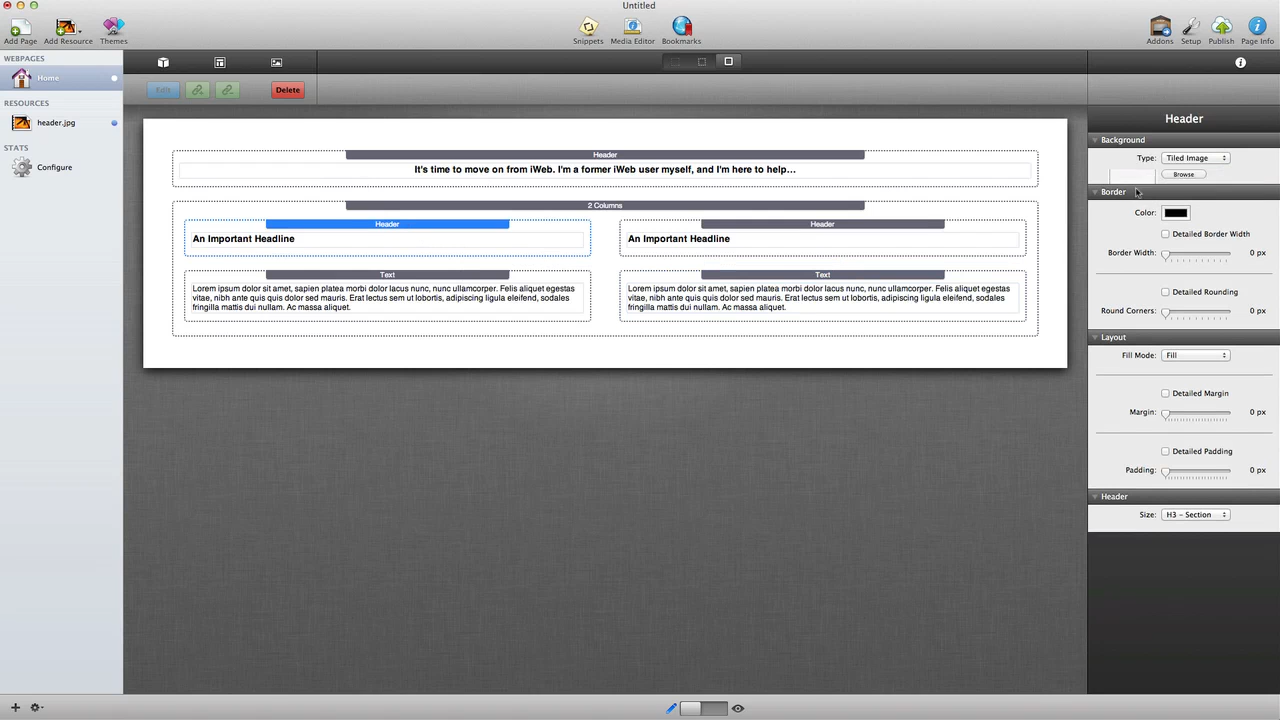 Untitled
Add Page
Add Resource
Themes
Snippets
Media Editor
Bookmarks
Addons
Setup
Publish
Page Info
WEBPAGES
Home
RESOURCES
header.jpg
STATS
Configure
Edit
Delete
Header
It's time to move on from iWeb. I'm a former iWeb user myself, and I'm here to help...
2 Columns
Header
An Important Headline
Header
An Important Headline
Text
Lorem ipsum dolor sit amet, sapien platea morbi dolor lacus nunc, nunc ullamcorper. Felis aliquet egestas
vitae, nibh ante quis quis dolor sed mauris. Erat lectus sem ut lobortis, adipiscing ligula eleifend, sodales
fringilla mattis dui nullam. Ac massa aliquet.
Text
Lorem ipsum dolor sit amet, sapien platea morbi dolor lacus nunc, nunc ullamcorper. Felis aliquet egestas
vitae, nibh ante quis quis dolor sed mauris. Erat lectus sem ut lobortis, adipiscing ligula eleifend, sodales
fringilla mattis dui nullam. Ac massa aliquet.
Header
Background
Type: Tiled Image
Browse
Border
Color:
Detailed Border Width
Border Width: 0 px
Detailed Rounding
Round Corners: 0 px
Layout
Fill Mode: Fill
Detailed Margin
Margin: 0 px
Detailed Padding
Padding: 0 px
Header
Size: H3 - Section